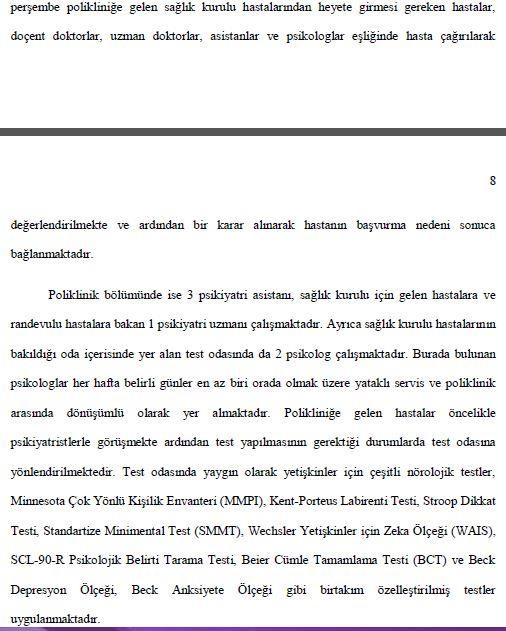 perşembe polikliniğe gelen sağlık kurulu hastalarından heyete girmesi gereken hastalar,
doçent doktorlar, uzman doktorlar, asistanlar ve psikologlar eşliğinde hasta çağırılarak
8
değerlendirilmekte ve ardından bir karar alınarak hastanın başvurma nedeni sonuca
bağlanmaktadır.
Poliklinik bölümünde ise 3 psikiyatri asistanı, sağlık kurulu için gelen hastalara ve
randevulu hastalara bakan 1 psikiyatri uzmanı çalışmaktadır. Ayrıca sağlık kurulu hastalarının
bakıldığı oda içerisinde yer alan test odasında da 2 psikolog çalışmaktadır. Burada bulunan
psikologlar her hafta belirli günler en az biri orada olmak üzere yataklı servis ve poliklinik
arasında dönüşümlü olarak yer almaktadır. Polikliniğe gelen hastalar öncelikle
psikiyatristlerle görüşmekte ardından test yapılmasının gerektiği durumlarda test odasına
yönlendirilmektedir. Test odasında yaygın olarak yetişkinler için çeşitli nörolojik testler,
Minnesota Çok Yönlü Kişilik Envanteri (MMPI), Kent-Porteus Labirenti Testi, Stroop Dikkat
Testi, Standartize Minimental Test (SMMT), Wechsler Yetişkinler için Zeka Ölçeği (WAIS),
SCL-90-R Psikolojik Belirti Tarama Testi, Beier Cümle Tamamlama Testi (BCT) ve Beck
Depresyon Ölçeği, Beck Anksiyete Ölçeği gibi birtakım özelleştirilmiş testler
uygulanmaktadır.